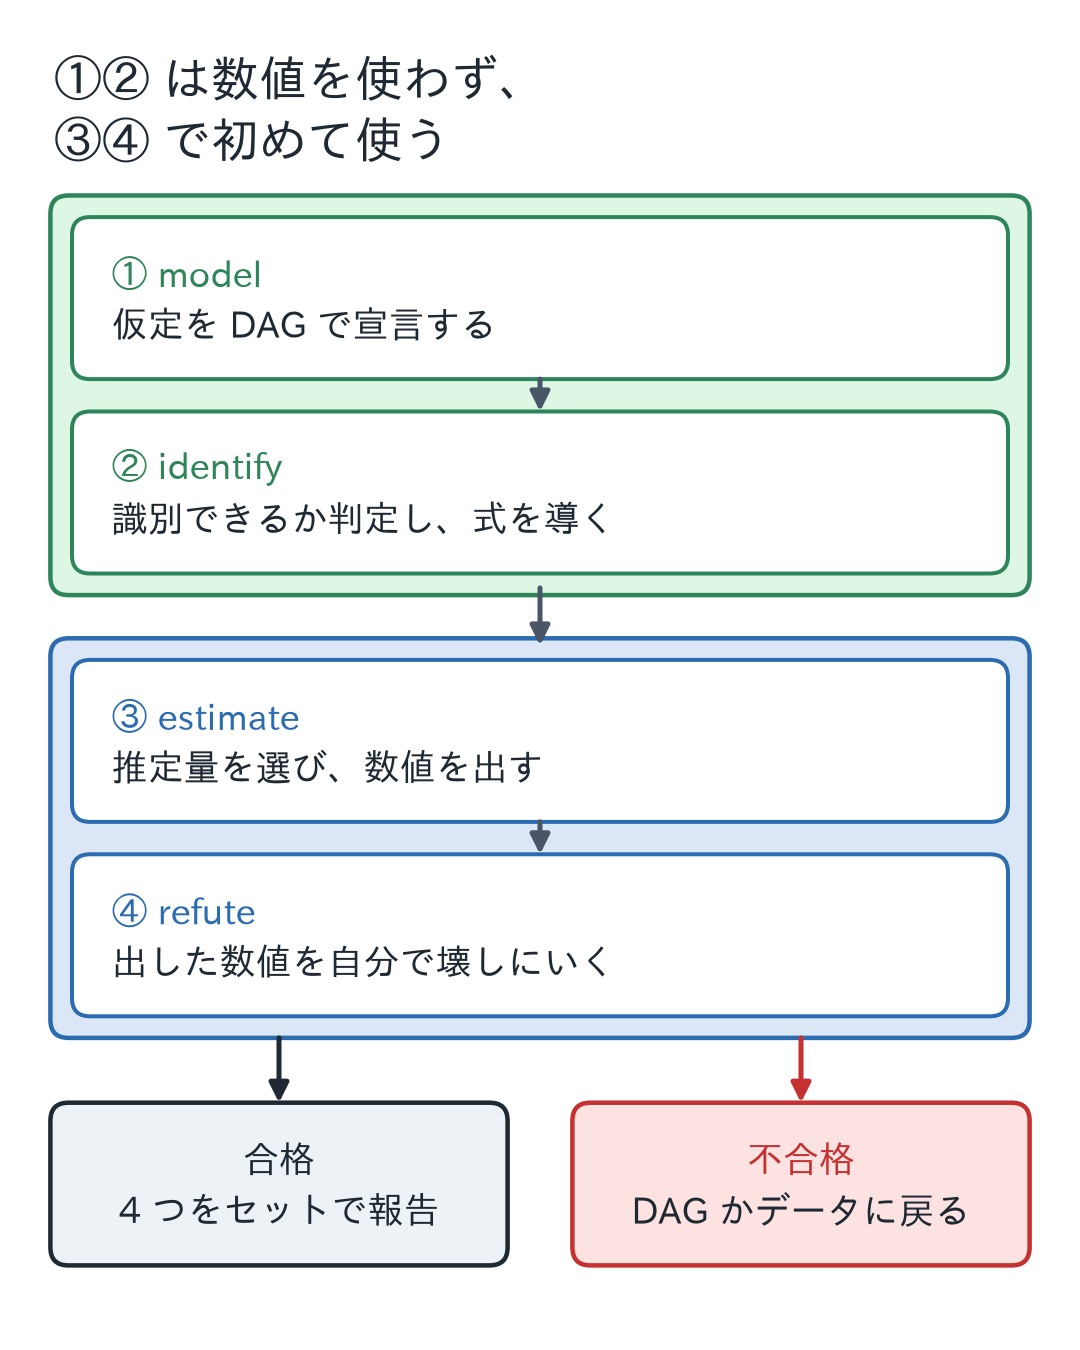 ①② は数値を使わず、
③④ で初めて使う
① model
仮定を DAG で宣言する
② identify
識別できるか判定し、式を導く
③ estimate
推定量を選び、数値を出す
④ refute
出した数値を自分で壊しにいく
合格
4 つをセットで報告
不合格
DAG かデータに戻る